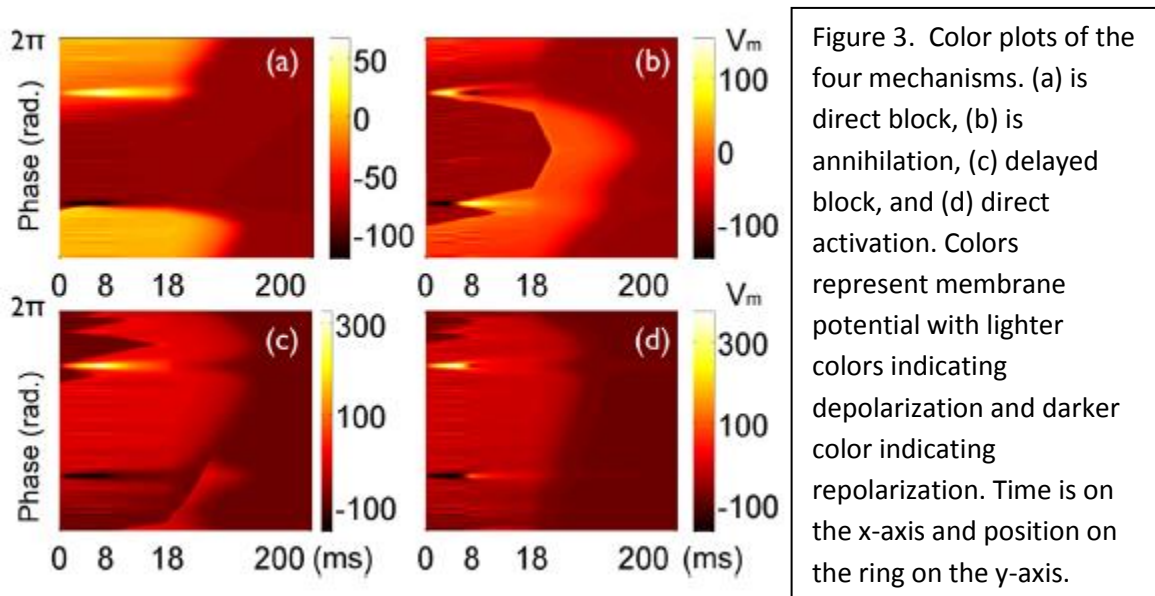 2π
Phase (rad.)
(a)
50
0
-50
-100
0 8 18 200
(b)
Vm
100
0
-100
0 8 18 200
2π
Phase (rad.)
(c)
300
100
-100
0 8 18 200 (ms)
(d)
Vm
300
100
-100
0 8 18 200 (ms)
Figure 3. Color plots of the
four mechanisms. (a) is
direct block, (b) is
annihilation, (c) delayed
block, and (d) direct
activation. Colors
represent membrane
potential with lighter
colors indicating
depolarization and darker
color indicating
repolarization. Time is on
the x-axis and position on
the ring on the y-axis.